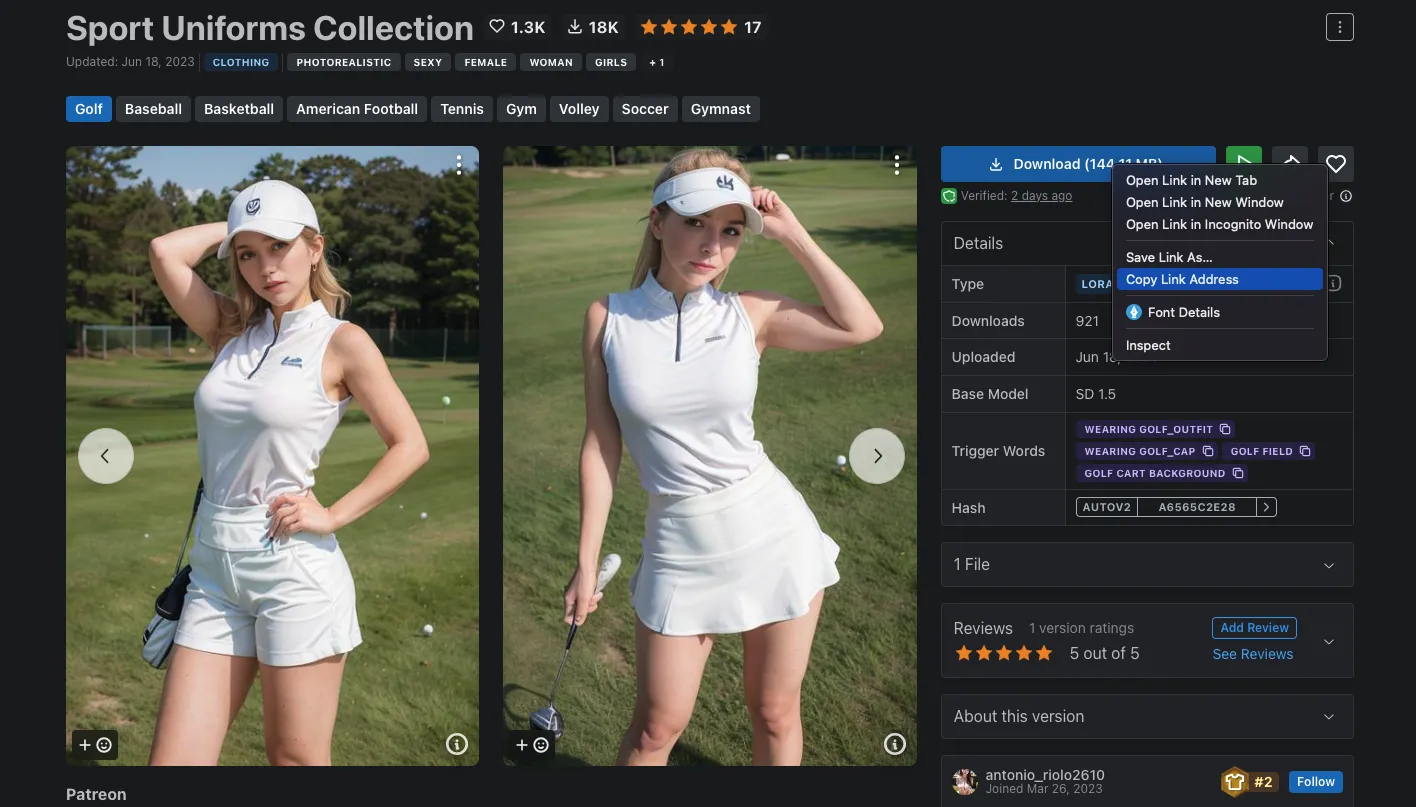 Sport Uniforms Collection 1.3K 18K 17
Updated: Jun 18, 2023 CLOTHING PHOTOREALISTIC SEXY FEMALE WOMAN GIRLS + 1
Golf Baseball Basketball American Football Tennis Gym Volley Soccer Gymnast
Download (144.11 MB)
Verified: 2 days ago
Open Link in New Tab
Open Link in New Window
Open Link in Incognito Window
Save Link As...
Copy Link Address
Font Details
Inspect
Details
Type LORA
Downloads 921
Uploaded Jun 18,
Base Model SD 1.5
Trigger Words WEARING GOLF_OUTFIT
WEARING GOLF_CAP GOLF FIELD
GOLF CART BACKGROUND
Hash AUTOV2 A6565C2E28
1 File
Reviews 1 version ratings Add Review
5 out of 5 See Reviews
About this version
antonio_riolo2610
Joined Mar 26, 2023
#2 Follow
Patreon